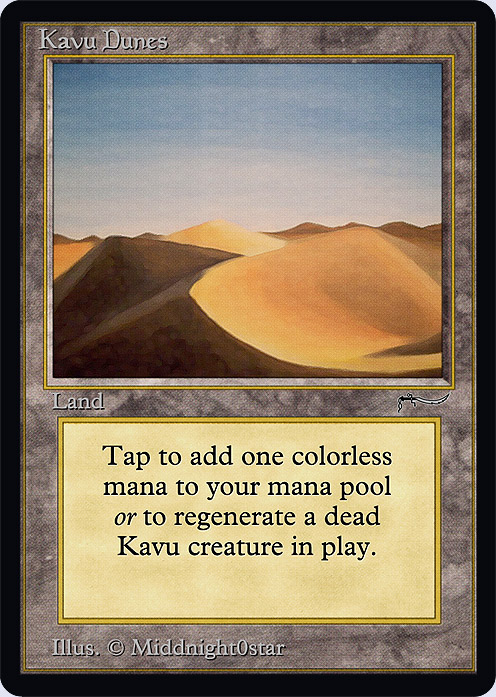 Kavu Dunes
Land
Tap to add one colorless
mana to your mana pool
or to regenerate a dead
Kavu creature in play.
Illus. © Middnight0star